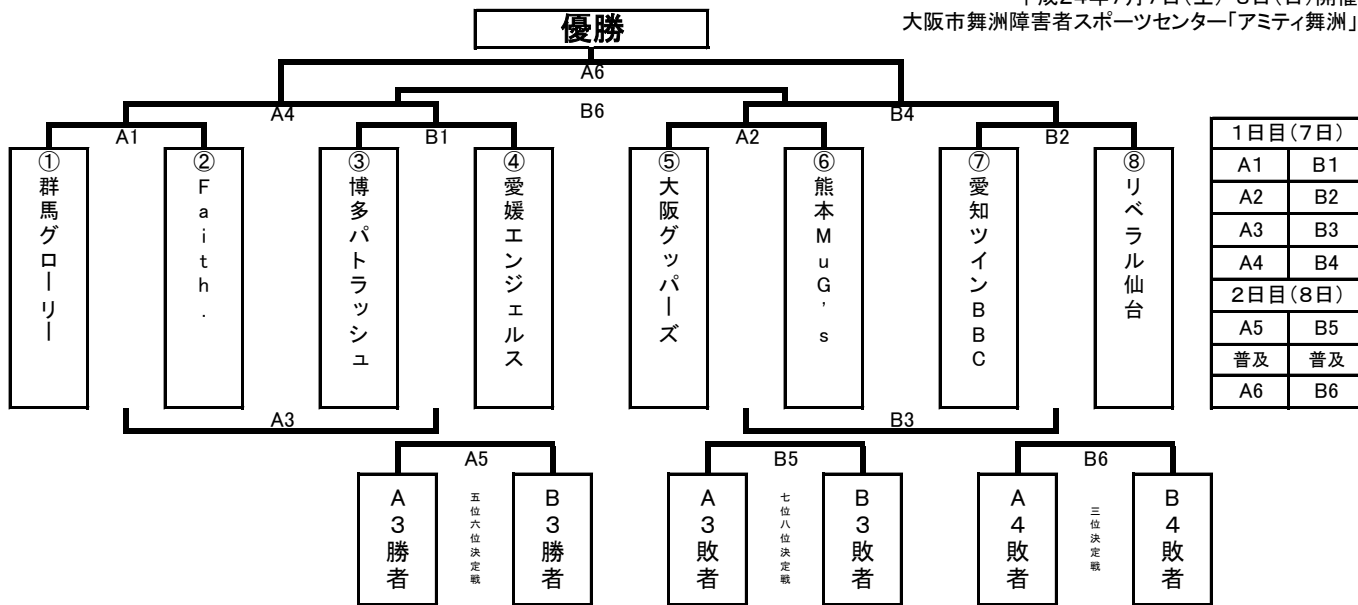 大阪市舞洲障害者スポーツセンター「アミティ舞洲」
優勝
A6
A4
B6
B4
A1
B1
A2
B2
①群馬グローリー
②Faith.
③博多パトラッシュ
④愛媛エンジェルス
⑤大阪グッパーズ
⑥熊本MuG's
⑦愛知ツインBBC
⑧リベラル仙台
1日目(7日)
A1 B1
A2 B2
A3 B3
A4 B4
2日目(8日)
A5 B5
普及 普及
A6 B6
A3
B3
A5
B5
B6
A3勝者
五位六位決定戦
B3勝者
A3敗者
七位八位決定戦
B3敗者
A4敗者
三位決定戦
B4敗者